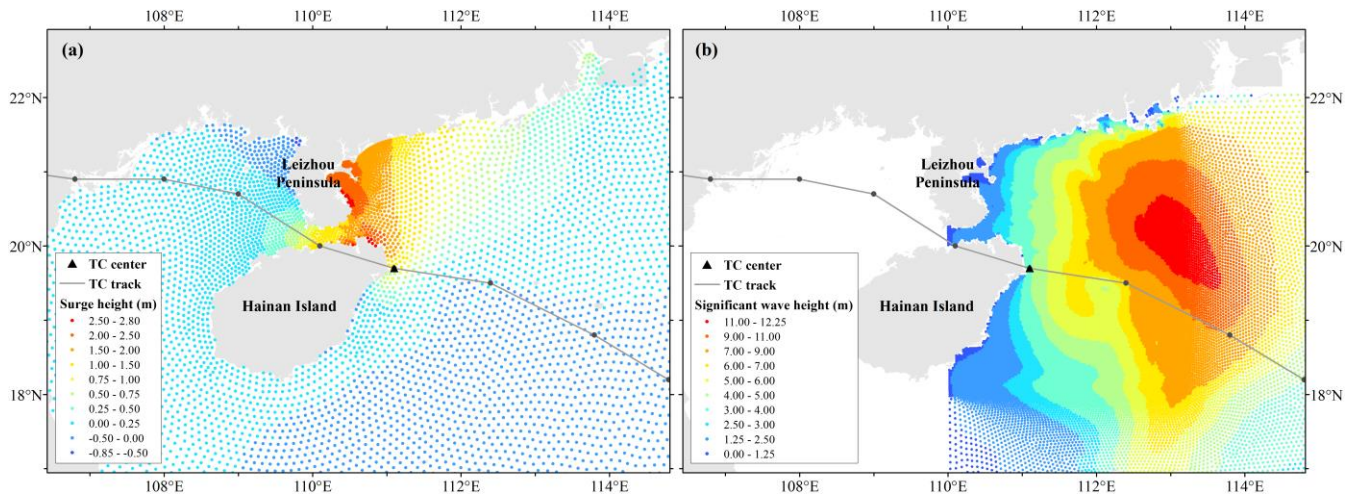 108°E 110°E 112°E 114°E 110°E 112°E 114°E
(a)
22°N
20°N
18°N
Leizhou
Peninsula
Hainan Island
TC center
TC track
Surge height (m)
2.50 - 2.80
2.00 - 2.50
1.50 - 2.00
1.00 - 1.50
0.75 - 1.00
0.50 - 0.75
0.25 - 0.50
0.00 - 0.25
-0.50 - 0.00
-0.85 - -0.50
(b)
Leizhou
Peninsula
Hainan Island
TC center
TC track
Significant wave height (m)
11.00 - 12.25
9.00 - 11.00
7.00 - 9.00
6.00 - 7.00
5.00 - 6.00
4.00 - 5.00
3.00 - 4.00
2.50 - 3.00
1.25 - 2.50
0.00 - 1.25
22°N
20°N
18°N
108°E 110°E 112°E 114°E 108°E 110°E 112°E 114°E